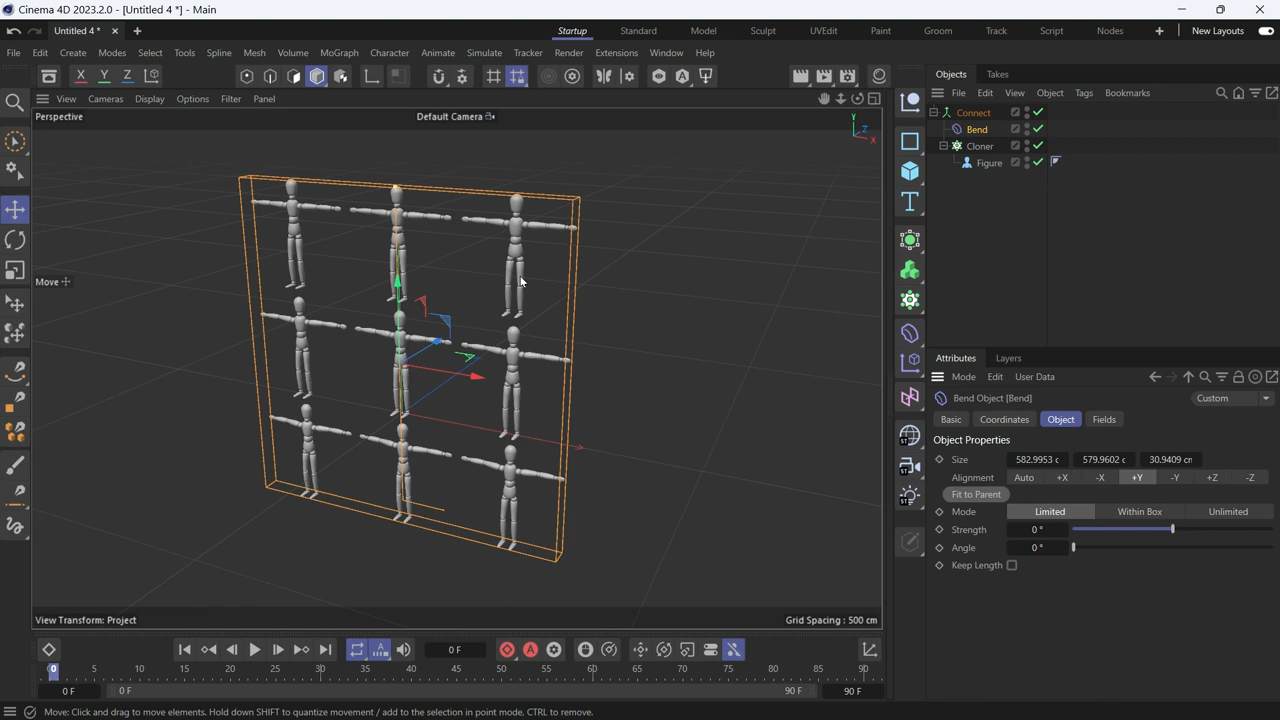 Cinema 4D 2023.2.0 - [Untitled 4 *] - Main
Untitled 4 *
Startup Standard Model Sculpt UVEdit Paint Groom Track Script Nodes New Layouts
File Edit Create Modes Select Tools Spline Mesh Volume MoGraph Character Animate Simulate Tracker Render Extensions Window Help
X Y Z
Objects Takes
File Edit View Object Tags Bookmarks
View Cameras Display Options Filter Panel
Perspective
Default Camera
Y
Z
X
Connect
Bend
Cloner
Figure
Move
Attributes Layers
Mode Edit User Data
Bend Object [Bend]
Custom
Basic Coordinates Object Fields
Object Properties
Size 582.9953 c 579.9602 c 30.9409 cm
Alignment Auto +X -X +Y -Y +Z -Z
Fit to Parent
Mode Limited Within Box Unlimited
Strength 0 °
Angle 0 °
Keep Length
View Transform: Project
Grid Spacing : 500 cm
0 F
0 5 10 15 20 25 30 35 40 45 50 55 60 65 70 75 80 85 90
0 F 0 F 90 F 90 F
Move: Click and drag to move elements. Hold down SHIFT to quantize movement / add to the selection in point mode, CTRL to remove.